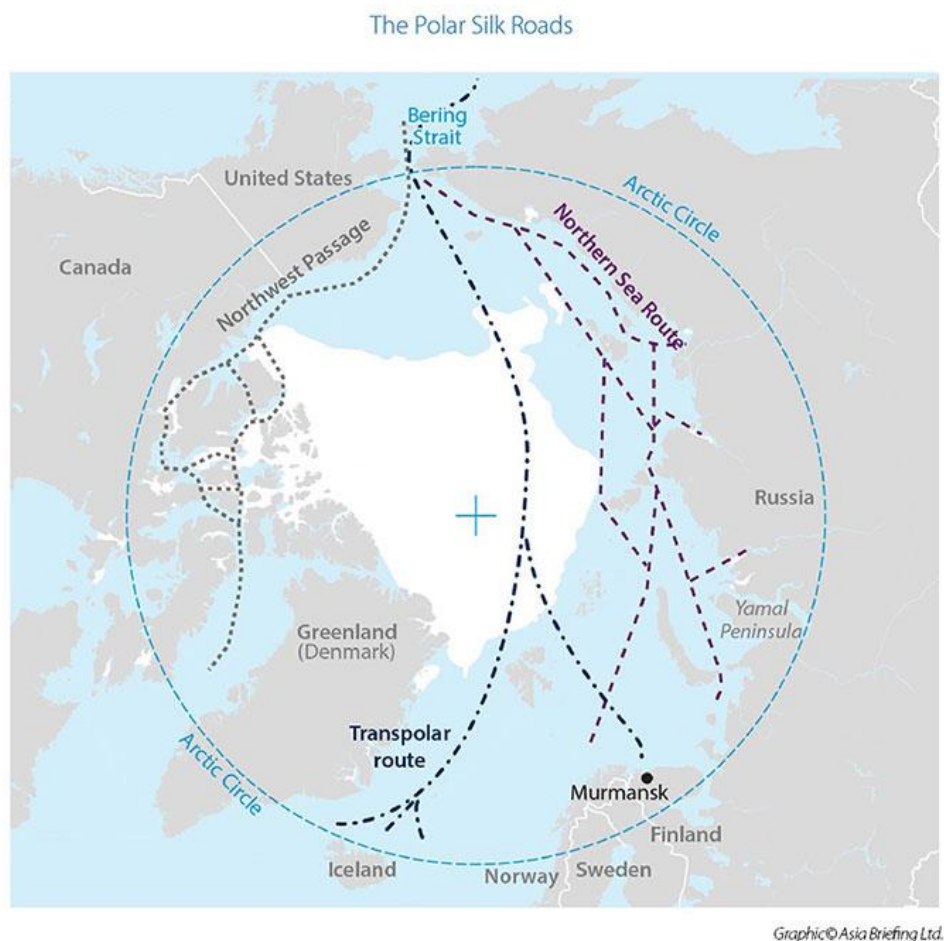 The Polar Silk Roads
Bering
Strait
United States
Arctic Circle
Northern Sea Route
Canada
Northwest Passage
Russia
Yamal
Peninsula
Greenland
(Denmark)
Transpolar
route
Arctic Circle
Murmansk
Finland
Iceland
Norway
Sweden
Graphic© Asia Briefing Ltd.